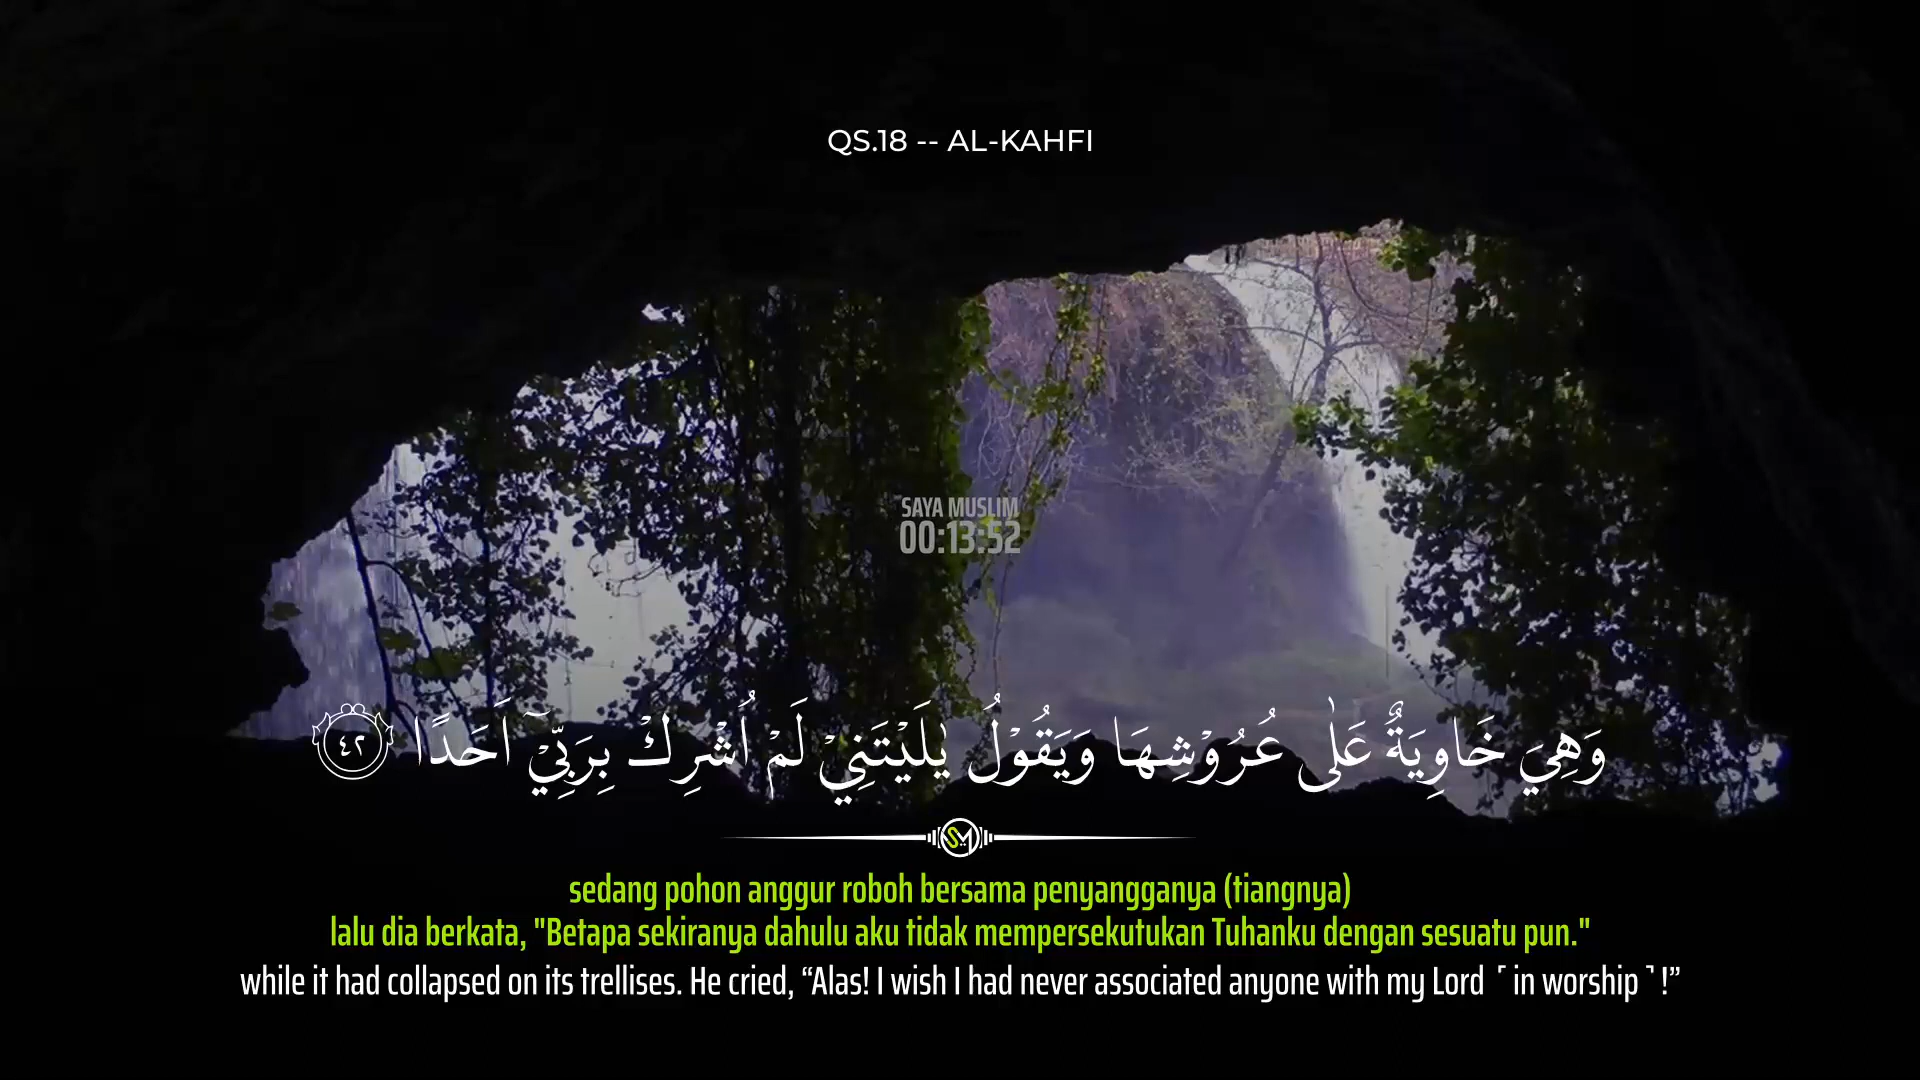 QS.18 -- AL-KAHFI
SAYA MUSLIM
00:13:52
وَهِيَ خَاوِيَةٌ عَلٰى عُرُوْشِهَا وَيَقُوْلُ يٰلَيْتَنِيْ لَمْ اُشْرِكْ بِرَبِّيْٓ اَحَدًا ٤٢
SM
sedang pohon anggur roboh bersama penyangganya (tiangnya)
lalu dia berkata, "Betapa sekiranya dahulu aku tidak mempersekutukan Tuhanku dengan sesuatu pun."
while it had collapsed on its trellises. He cried, “Alas! I wish I had never associated anyone with my Lord ˹in worship˺!”